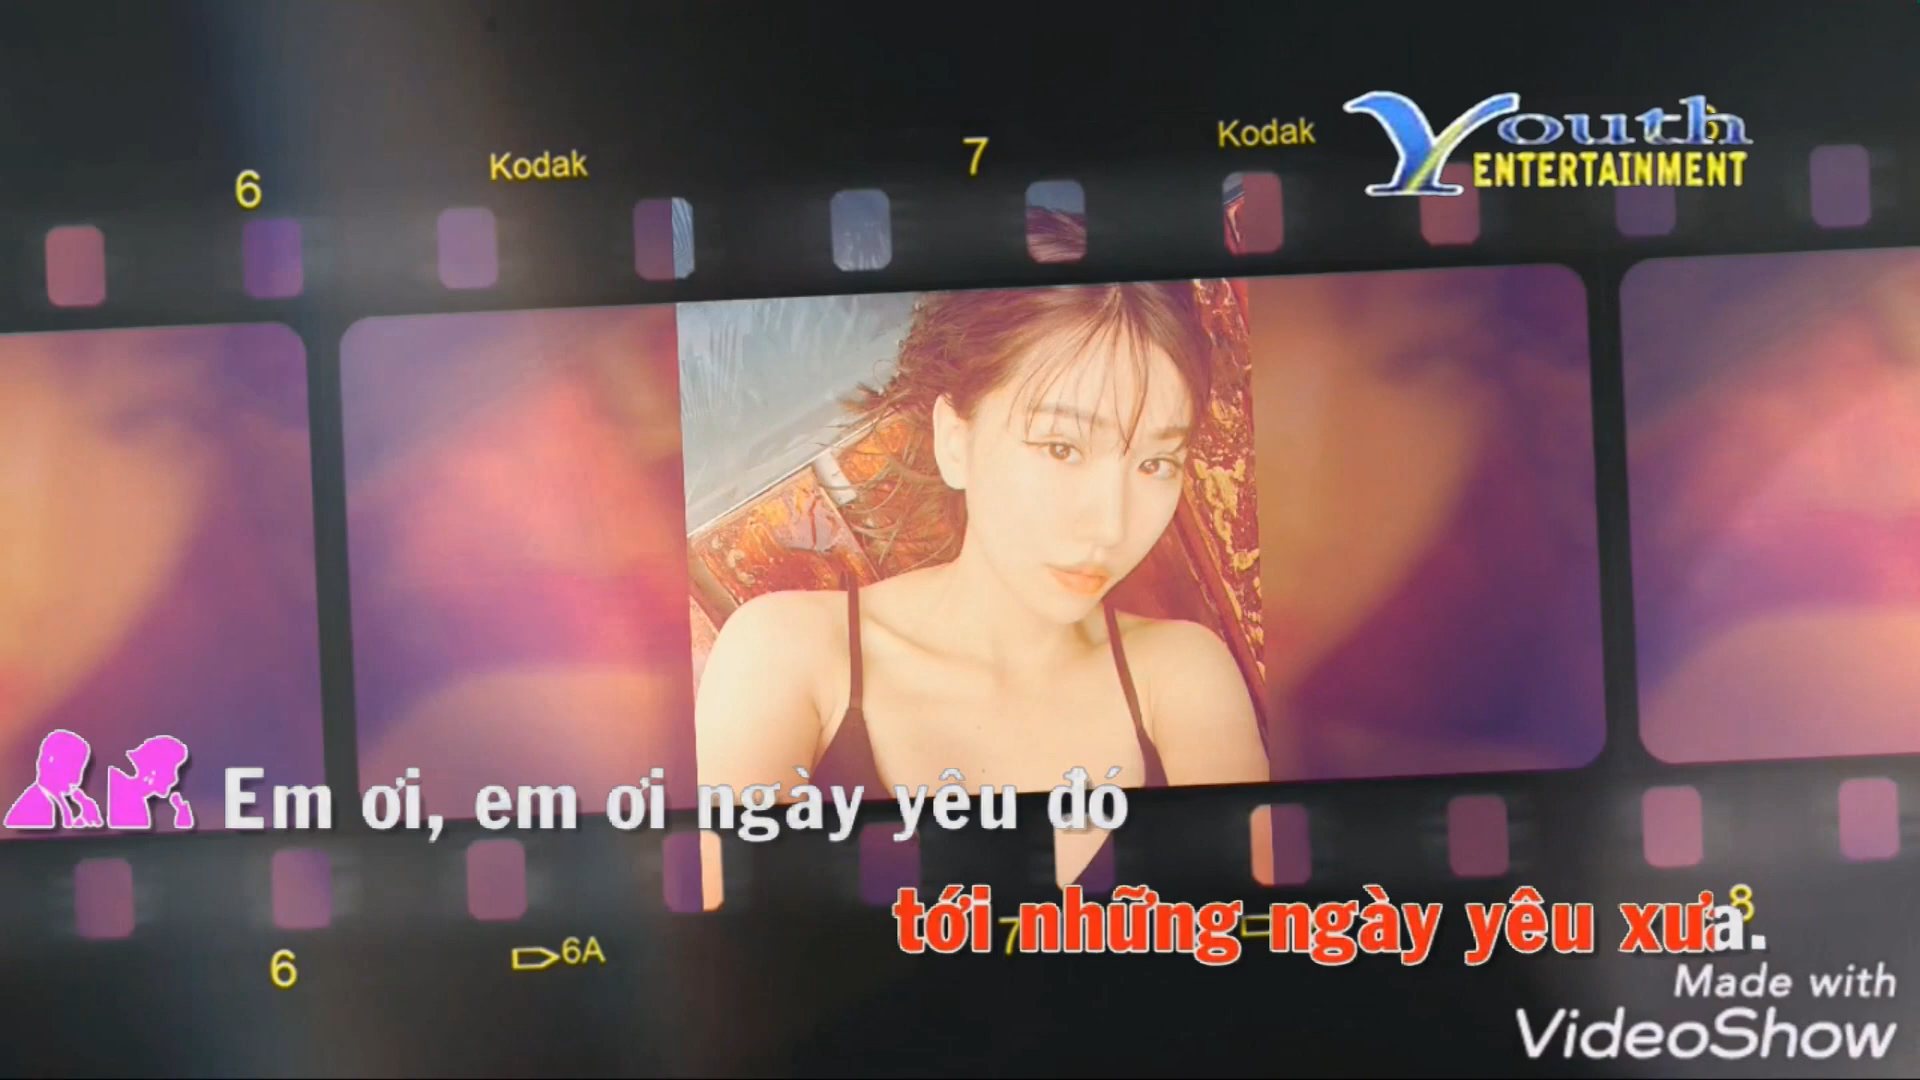 Kodak
7
Kodak
6
Youth
ENTERTAINMENT
Em ơi, em ơi ngày yêu đó
tới những ngày yêu xưa.
7
8
6
6A
Made with
VideoShow